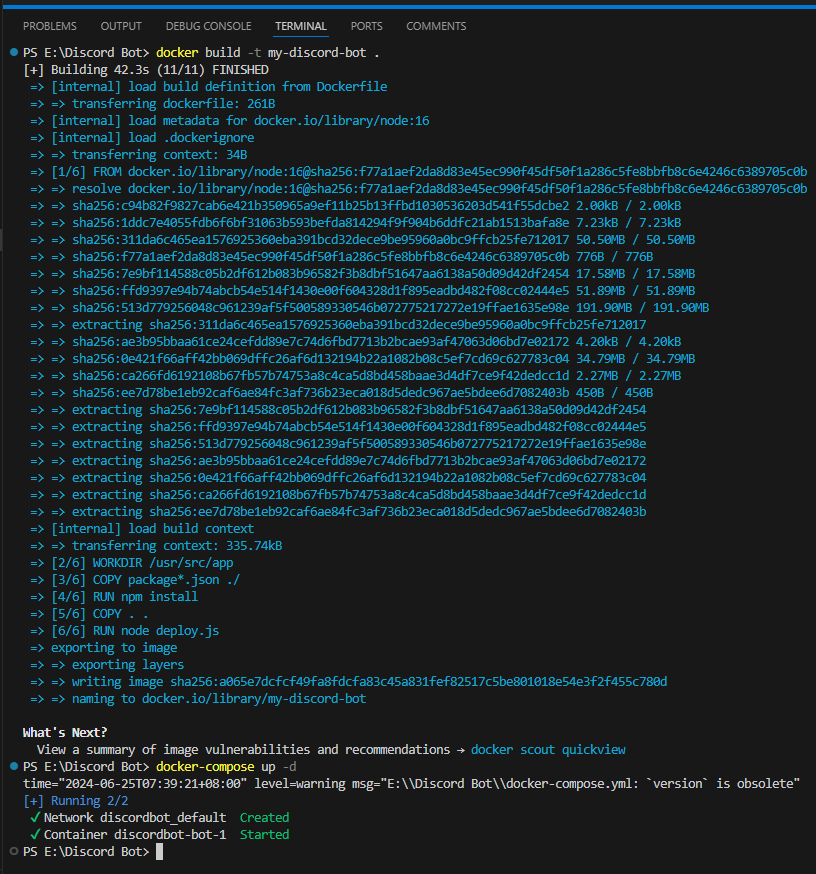 PROBLEMS OUTPUT DEBUG CONSOLE TERMINAL PORTS COMMENTS
PS E:\Discord Bot> docker build -t my-discord-bot .
[+] Building 42.3s (11/11) FINISHED
=> [internal] load build definition from Dockerfile
=> => transferring dockerfile: 261B
=> [internal] load metadata for docker.io/library/node:16
=> [internal] load .dockerignore
=> => transferring context: 34B
=> [1/6] FROM docker.io/library/node:16@sha256:f77a1aef2da8d83e45ec990f45df50f1a286c5fe8bbfb8c6e4246c6389705c0b
=> => resolve docker.io/library/node:16@sha256:f77a1aef2da8d83e45ec990f45df50f1a286c5fe8bbfb8c6e4246c6389705c0b
=> => sha256:c94b82f9827cab6e421b350965a9ef11b25b13ffbd1030536203d541f55dcbe2 2.00kB / 2.00kB
=> => sha256:1ddc7e4055fdb6f6bf31063b593befda814294f9f904b6ddfc21ab1513bafa8e 7.23kB / 7.23kB
=> => sha256:311da6c465ea1576925360eba391bcd32dece9be95960a0bc9ffcb25fe712017 50.50MB / 50.50MB
=> => sha256:f77a1aef2da8d83e45ec990f45df50f1a286c5fe8bbfb8c6e4246c6389705c0b 776B / 776B
=> => sha256:7e9bf114588c05b2df612b083b96582f3b8dbf51647aa6138a50d09d42df2454 17.58MB / 17.58MB
=> => sha256:ffd9397e94b74abcb54e514f1430e00f604328d1f895eadbd482f08cc02444e5 51.89MB / 51.89MB
=> => sha256:513d779256048c961239af5f500589330546b072775217272e19ffae1635e98e 191.90MB / 191.90MB
=> => extracting sha256:311da6c465ea1576925360eba391bcd32dece9be95960a0bc9ffcb25fe712017
=> => sha256:ae3b95bbaa61ce24cefdd89e7c74d6fbd7713b2bcae93af47063d06bd7e02172 4.20kB / 4.20kB
=> => sha256:0e421f66aff42bb069dffc26af6d132194b22a1082b08c5ef7cd69c627783c04 34.79MB / 34.79MB
=> => sha256:ca266fd6192108b67fb57b74753a8c4ca5d8bd458baae3d4df7ce9f42dedcc1d 2.27MB / 2.27MB
=> => sha256:ee7d78be1eb92caf6ae84fc3af736b23eca018d5dedc967ae5bdee6d7082403b 450B / 450B
=> => extracting sha256:7e9bf114588c05b2df612b083b96582f3b8dbf51647aa6138a50d09d42df2454
=> => extracting sha256:ffd9397e94b74abcb54e514f1430e00f604328d1f895eadbd482f08cc02444e5
=> => extracting sha256:513d779256048c961239af5f500589330546b072775217272e19ffae1635e98e
=> => extracting sha256:ae3b95bbaa61ce24cefdd89e7c74d6fbd7713b2bcae93af47063d06bd7e02172
=> => extracting sha256:0e421f66aff42bb069dffc26af6d132194b22a1082b08c5ef7cd69c627783c04
=> => extracting sha256:ca266fd6192108b67fb57b74753a8c4ca5d8bd458baae3d4df7ce9f42dedcc1d
=> => extracting sha256:ee7d78be1eb92caf6ae84fc3af736b23eca018d5dedc967ae5bdee6d7082403b
=> [internal] load build context
=> => transferring context: 335.74kB
=> [2/6] WORKDIR /usr/src/app
=> [3/6] COPY package*.json ./
=> [4/6] RUN npm install
=> [5/6] COPY . .
=> [6/6] RUN node deploy.js
=> exporting to image
=> => exporting layers
=> => writing image sha256:a065e7dcfcf49fa8fdcfa83c45a831fef82517c5be801018e54e3f2f455c780d
=> => naming to docker.io/library/my-discord-bot
What's Next?
View a summary of image vulnerabilities and recommendations → docker scout quickview
PS E:\Discord Bot> docker-compose up -d
time="2024-06-25T07:39:21+08:00" level=warning msg="E:\\Discord Bot\\docker-compose.yml: `version` is obsolete"
[+] Running 2/2
✓ Network discordbot_default Created
✓ Container discordbot-bot-1 Started
PS E:\Discord Bot>